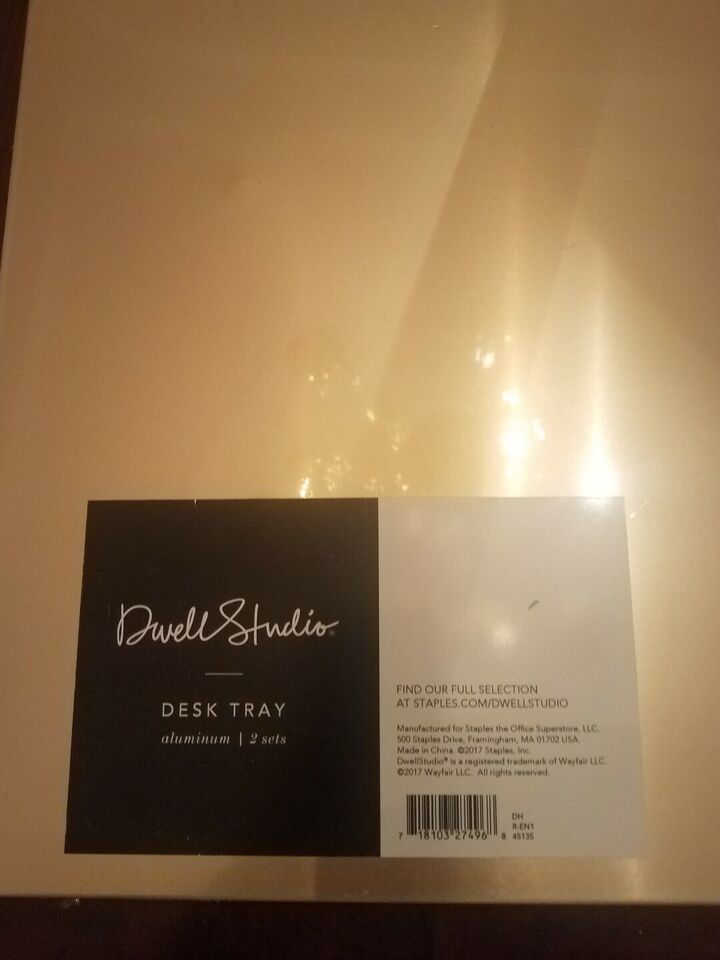 DwellStudio®
DESK TRAY
aluminum | 2 sets
FIND OUR FULL SELECTION
AT STAPLES.COM/DWELLSTUDIO
Manufactured for Staples the Office Superstore, LLC.
500 Staples Drive, Framingham, MA 01702 USA.
Made in China. ©2017 Staples, Inc.
DwellStudio® is a registered trademark of Wayfair LLC.
©2017 Wayfair LLC. All rights reserved.
DH
R-EN1
45135
7 18103 27496 8